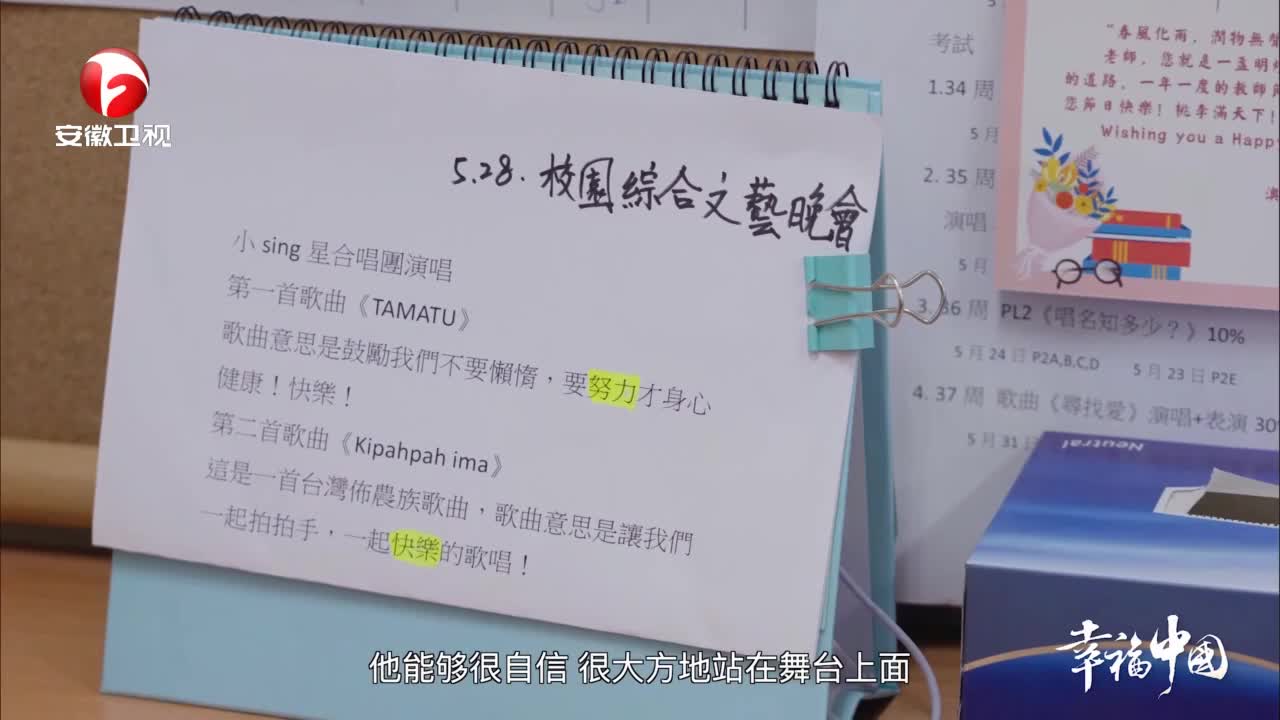 安徽卫视
5.28. 校園綜合文藝晚會
小 sing 星合唱團演唱
第一首歌曲《TAMATU》
歌曲意思是鼓勵我們不要懶惰，要努力才身心
健康！快樂！
第二首歌曲《Kipahpah ima》
這是一首台灣佈農族歌曲，歌曲意思是讓我們
一起拍拍手，一起快樂的歌唱！
考試
1.34 周
5 月
2. 35 周
演唱
5 月
3. 36 周 PL2《唱名知多少？》10%
5 月 24 日 P2A,B,C,D 5 月 23 日 P2E
4. 37 周 歌曲《尋找愛》演唱+表演 30%
5 月 31 日
"春風化雨，潤物無聲
老師，您就是一盞明燈
的道路，一年一度的教師節
您節日快樂！桃李滿天下！
Wishing you a Happy
Neutral
他能够很自信 很大方地站在舞台上面
幸福中國